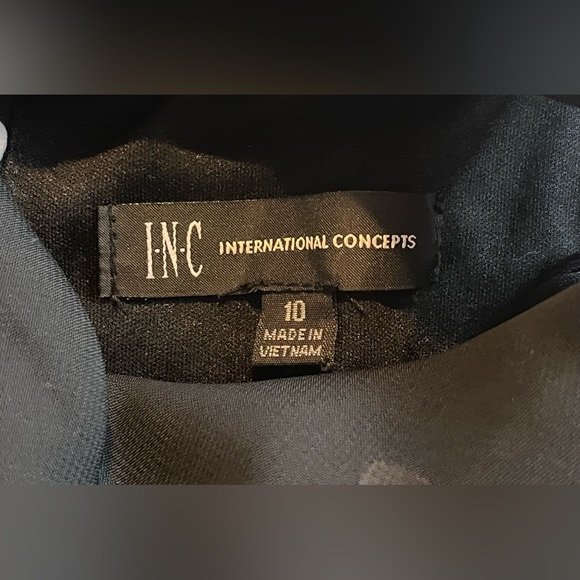 I·N·C INTERNATIONAL CONCEPTS
10
MADE IN
VIETNAM